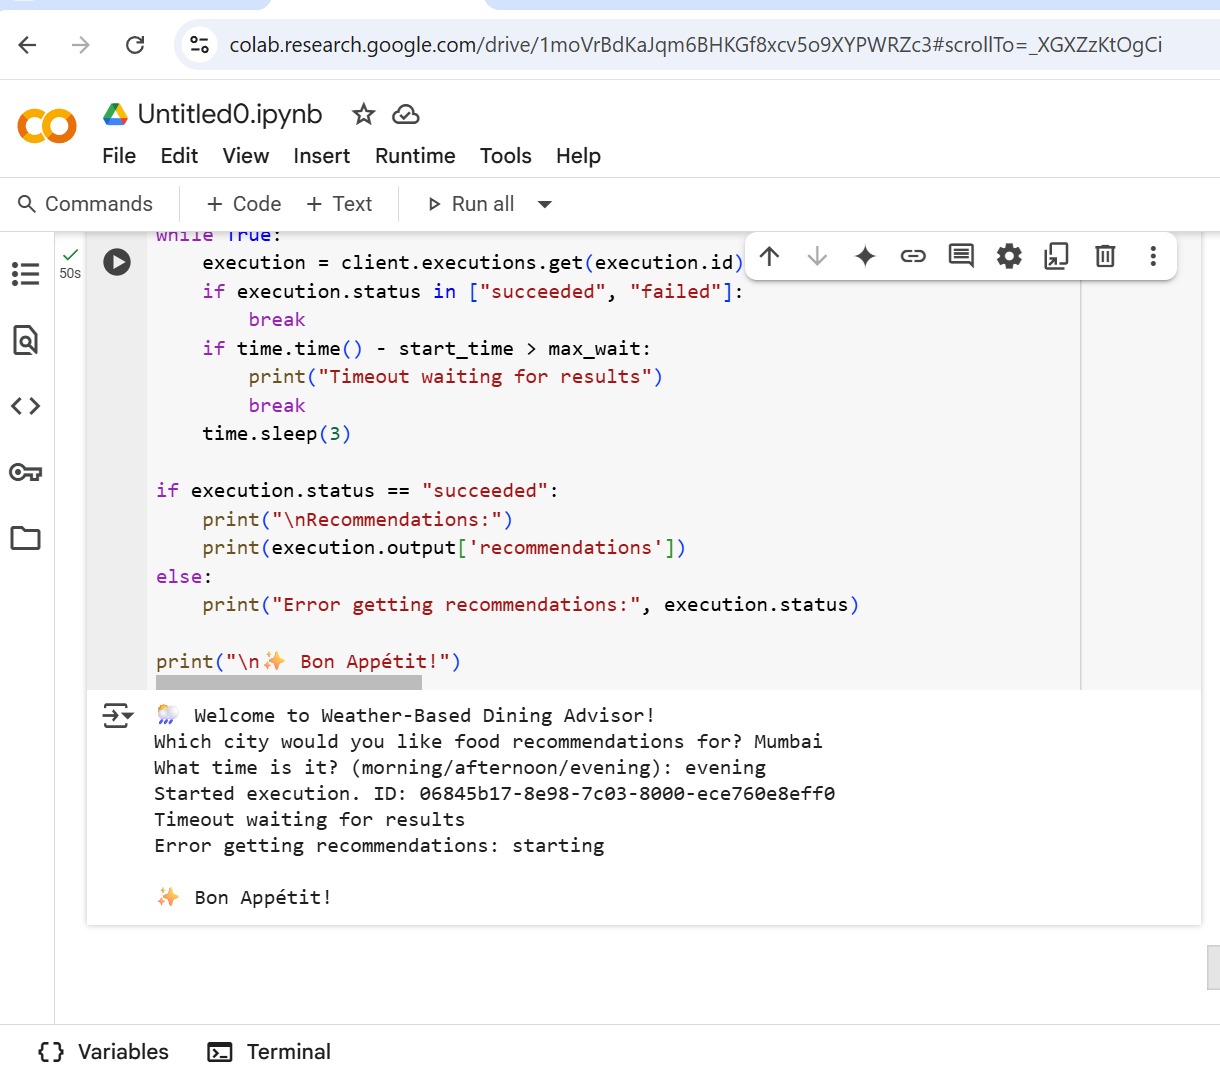 colab.research.google.com/drive/1moVrBdKaJqm6BHKGf8xcv5o9XYPWRZc3#scrollTo=_XGXZzKtOgCi
Untitled0.ipynb
File Edit View Insert Runtime Tools Help
Commands + Code + Text Run all
50s
while True:
execution = client.executions.get(execution.id)
if execution.status in ["succeeded", "failed"]:
break
if time.time() - start_time > max_wait:
print("Timeout waiting for results")
break
time.sleep(3)
if execution.status == "succeeded":
print("\nRecommendations:")
print(execution.output['recommendations'])
else:
print("Error getting recommendations:", execution.status)
print("\n✨ Bon Appétit!")
🌦️ Welcome to Weather-Based Dining Advisor!
Which city would you like food recommendations for? Mumbai
What time is it? (morning/afternoon/evening): evening
Started execution. ID: 06845b17-8e98-7c03-8000-ece760e8eff0
Timeout waiting for results
Error getting recommendations: starting
✨ Bon Appétit!
Variables Terminal